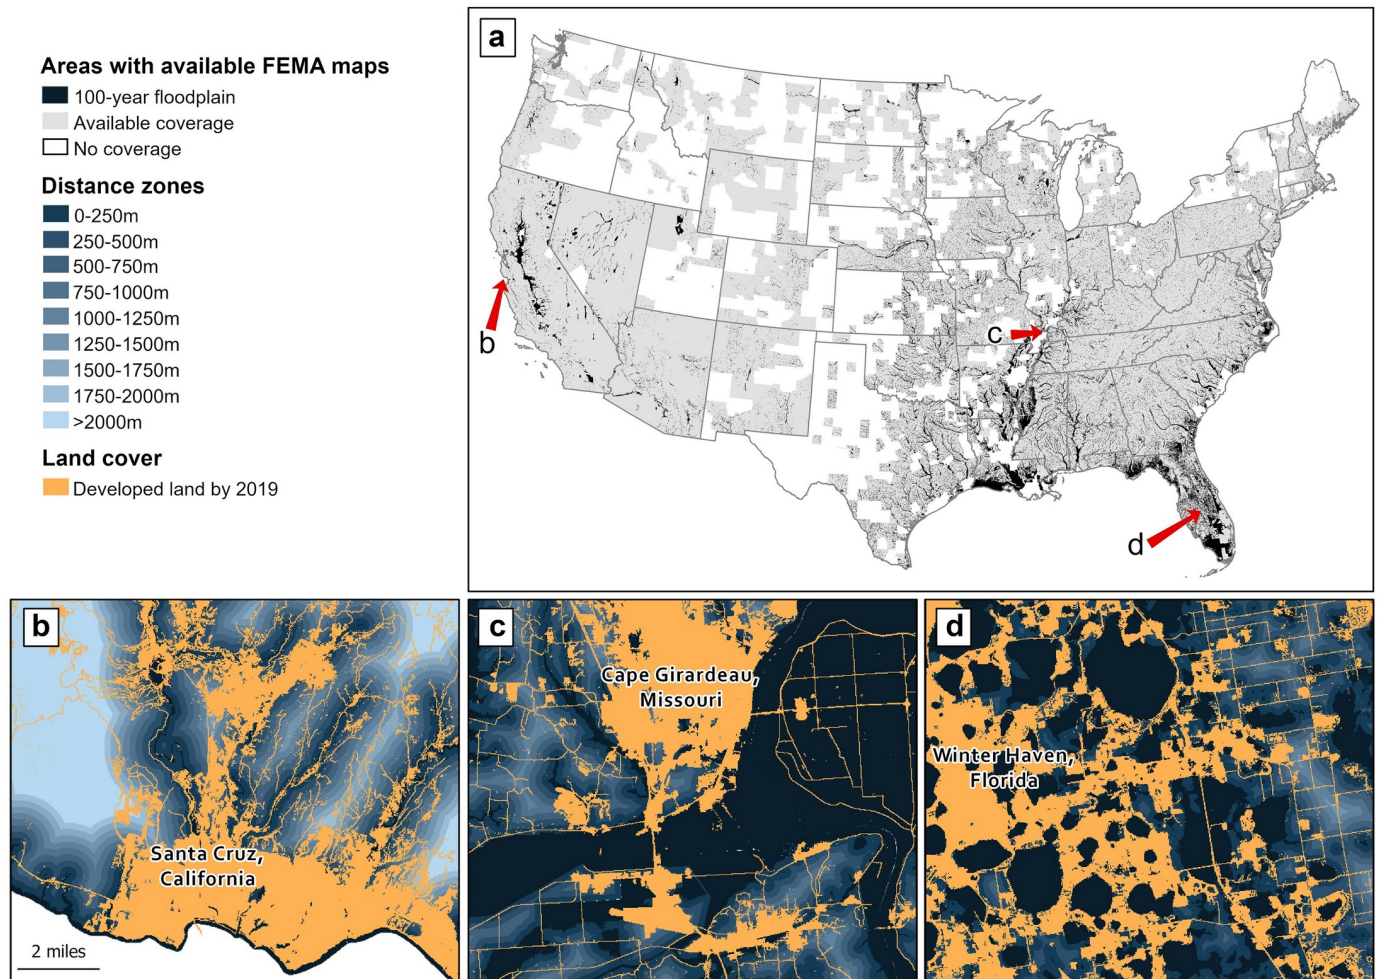 Areas with available FEMA maps
100-year floodplain
Available coverage
No coverage
Distance zones
0-250m
250-500m
500-750m
750-1000m
1000-1250m
1250-1500m
1500-1750m
1750-2000m
>2000m
Land cover
Developed land by 2019
a
b
c
d
b
Santa Cruz,
California
2 miles
c
Cape Girardeau,
Missouri
d
Winter Haven,
Florida